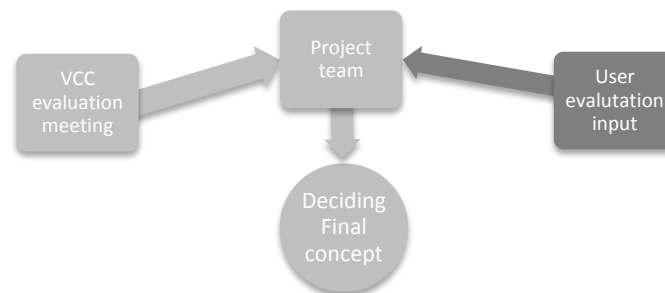 VCC
evaluation
meeting
Project
team
User
evalutation
input
Deciding
Final
concept